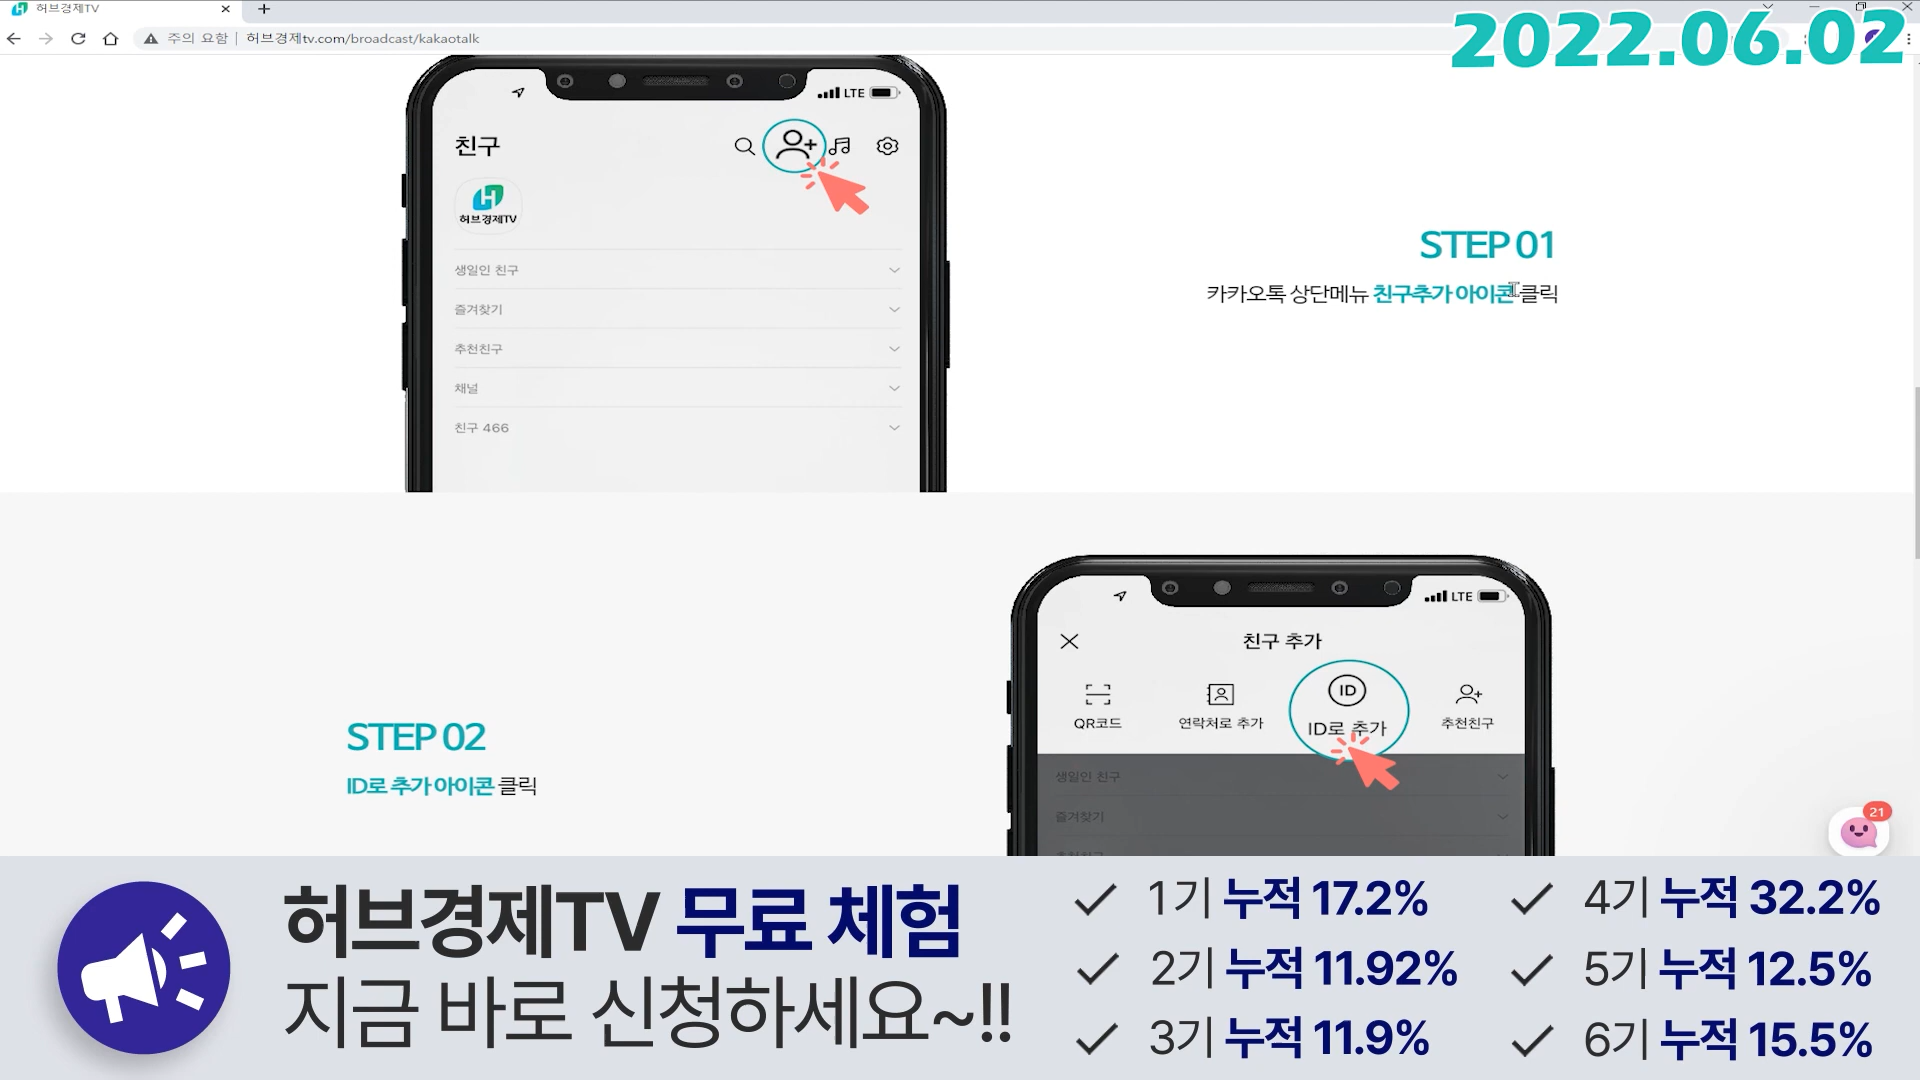 허브경제TV
2022.06.02
주의 요함 | 허브경제tv.com/broadcast/kakaotalk
LTE
친구
허브경제TV
생일인 친구
즐겨찾기
추천친구
채널
친구 466
STEP 01
카카오톡 상단메뉴 친구추가 아이콘 클릭
LTE
친구 추가
ID
QR코드
연락처로 추가
ID로 추가
추천친구
생일인 친구
즐겨찾기
STEP 02
ID로 추가 아이콘 클릭
21
허브경제TV 무료 체험
지금 바로 신청하세요~!!
1기 누적 17.2%
2기 누적 11.92%
3기 누적 11.9%
4기 누적 32.2%
5기 누적 12.5%
6기 누적 15.5%